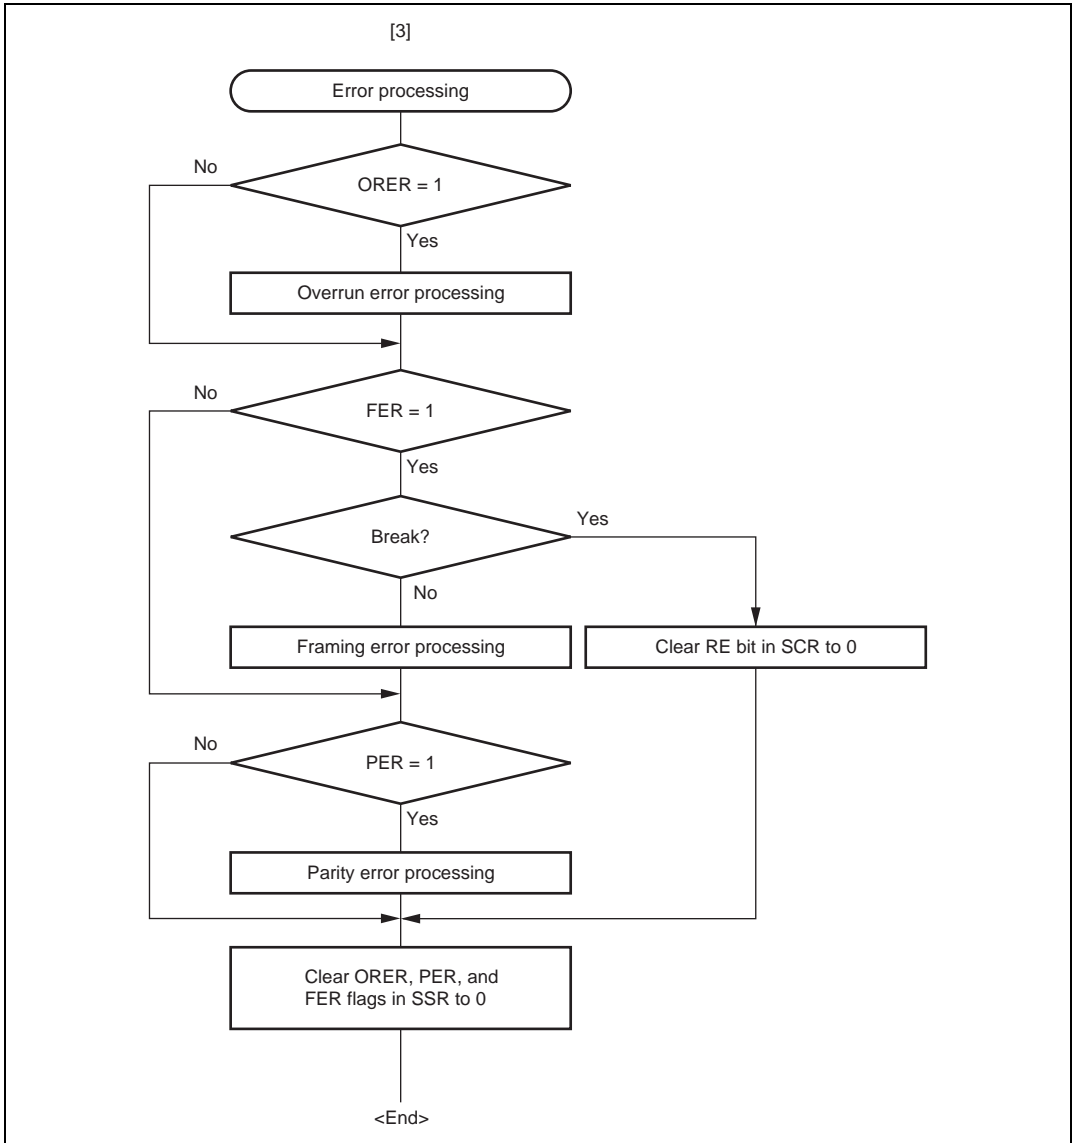 [3]
Error processing
No
ORER = 1
Yes
Overrun error processing
No
FER = 1
Yes
Break?
Yes
No
Framing error processing
Clear RE bit in SCR to 0
No
PER = 1
Yes
Parity error processing
Clear ORER, PER, and
FER flags in SSR to 0
<End>